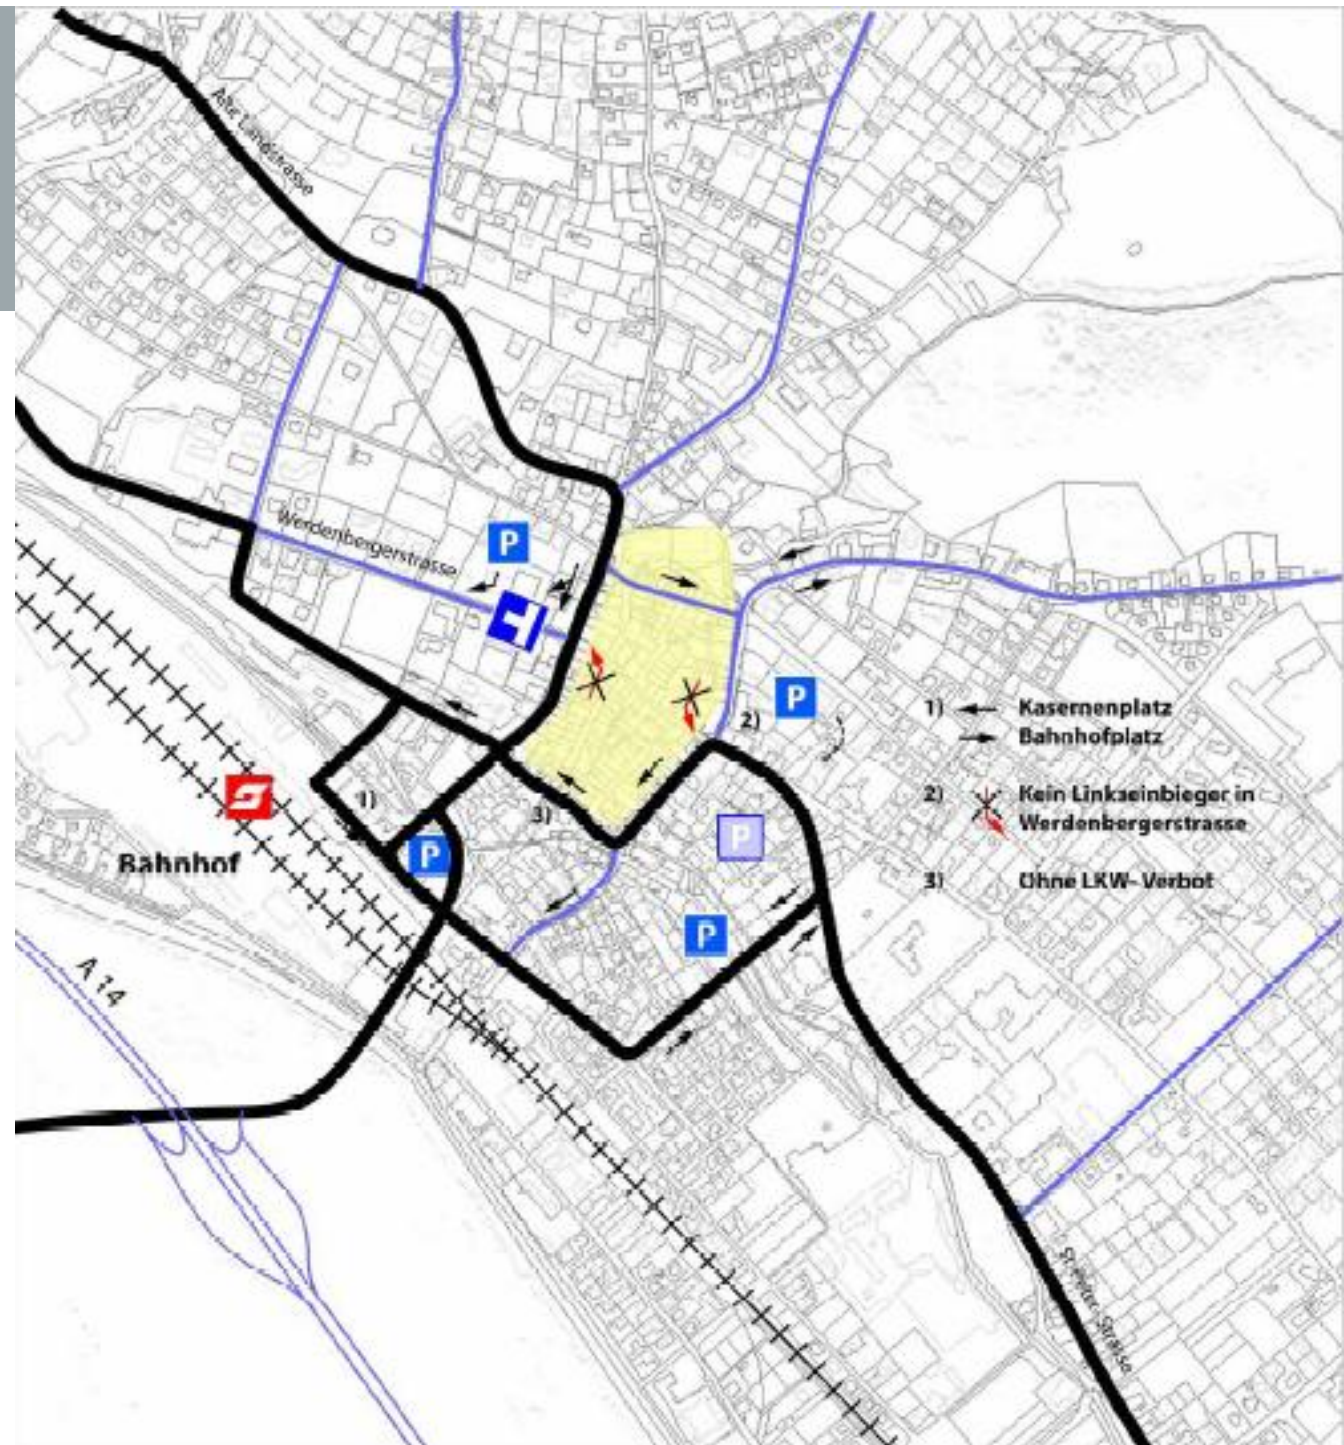 Alte Landstrasse
Werdenbergerstrasse
P
P
2)
1) Kasernenplatz
Bahnhofplatz
2) Kein Linkseinbieger in
Werdenbergerstrasse
3) Ohne LKW-Verbot
1)
3)
P
P
Bahnhof
P
A 14
St.-Peter-Strasse